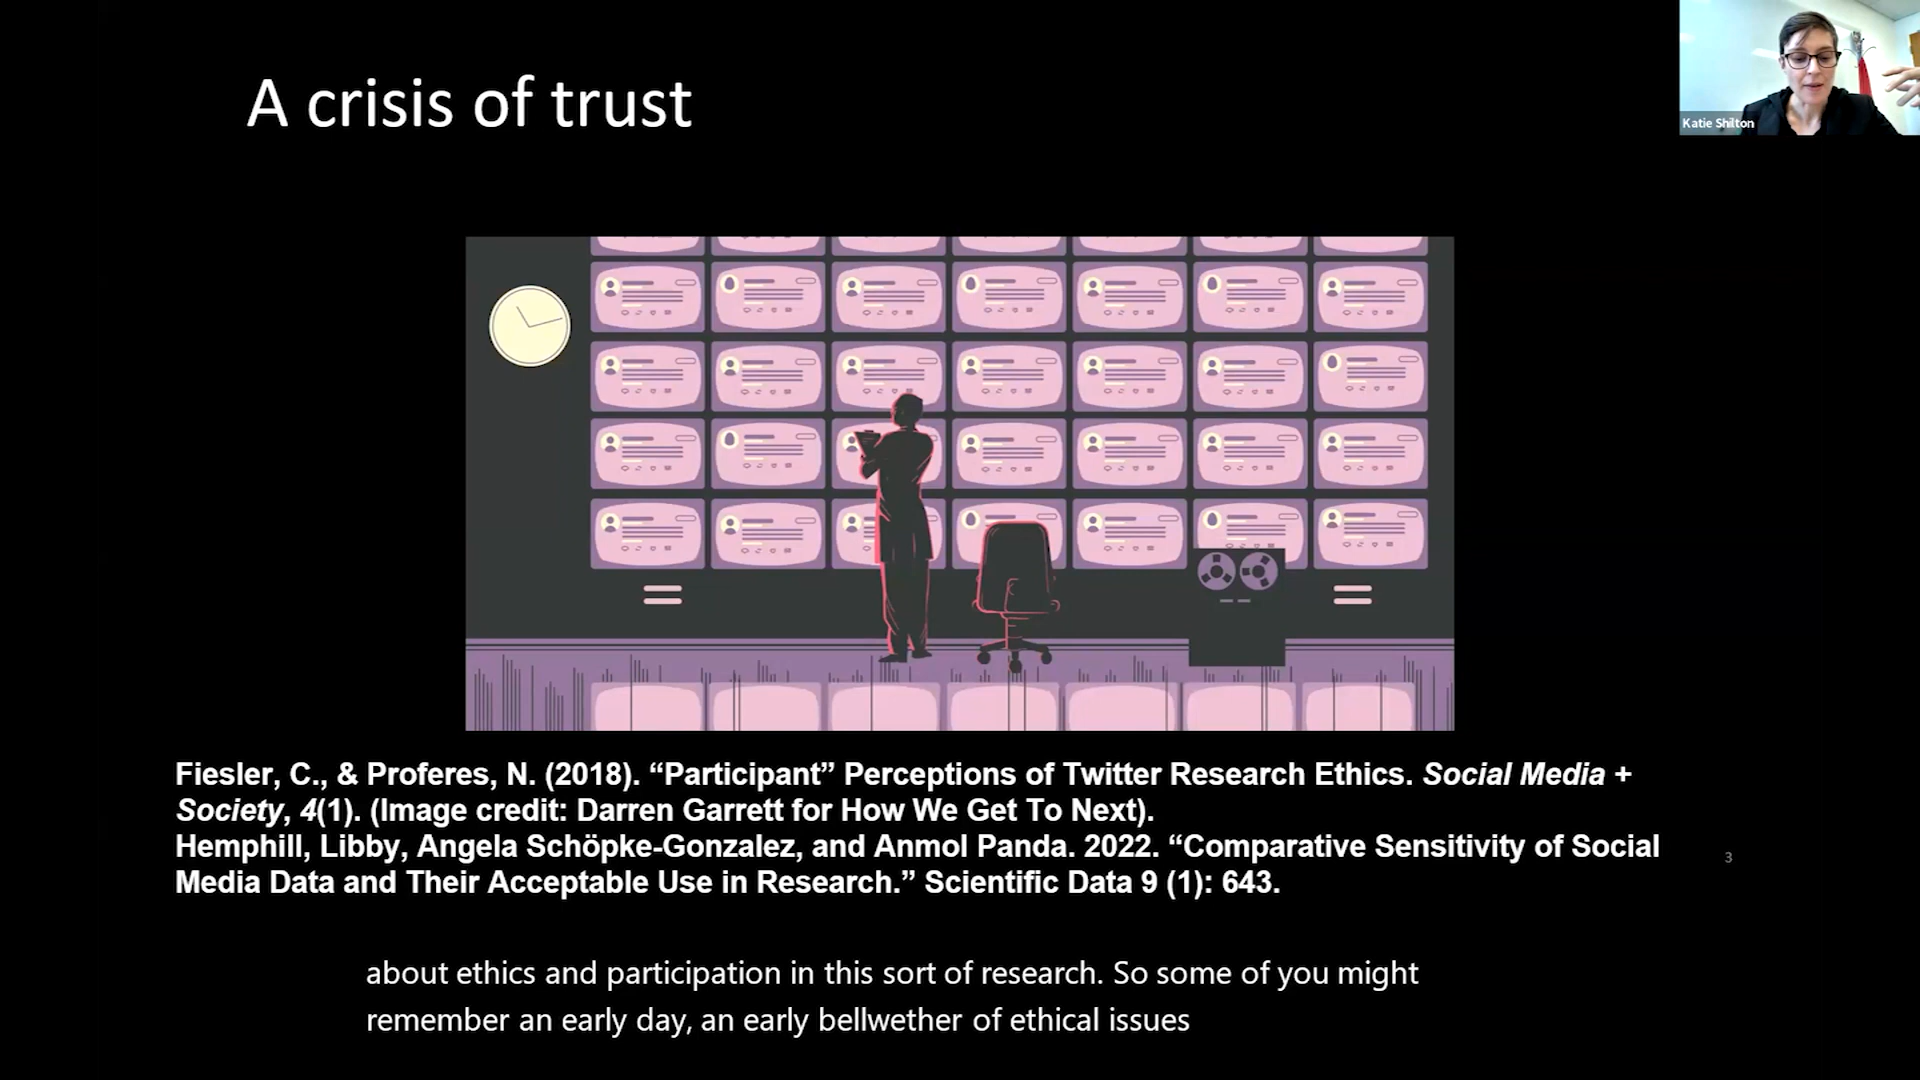 A crisis of trust
Katie Shilton
Fiesler, C., & Proferes, N. (2018). “Participant” Perceptions of Twitter Research Ethics. Social Media +
Society, 4(1). (Image credit: Darren Garrett for How We Get To Next).
Hemphill, Libby, Angela Schöpke-Gonzalez, and Anmol Panda. 2022. “Comparative Sensitivity of Social
Media Data and Their Acceptable Use in Research.” Scientific Data 9 (1): 643.
3
about ethics and participation in this sort of research. So some of you might
remember an early day, an early bellwether of ethical issues